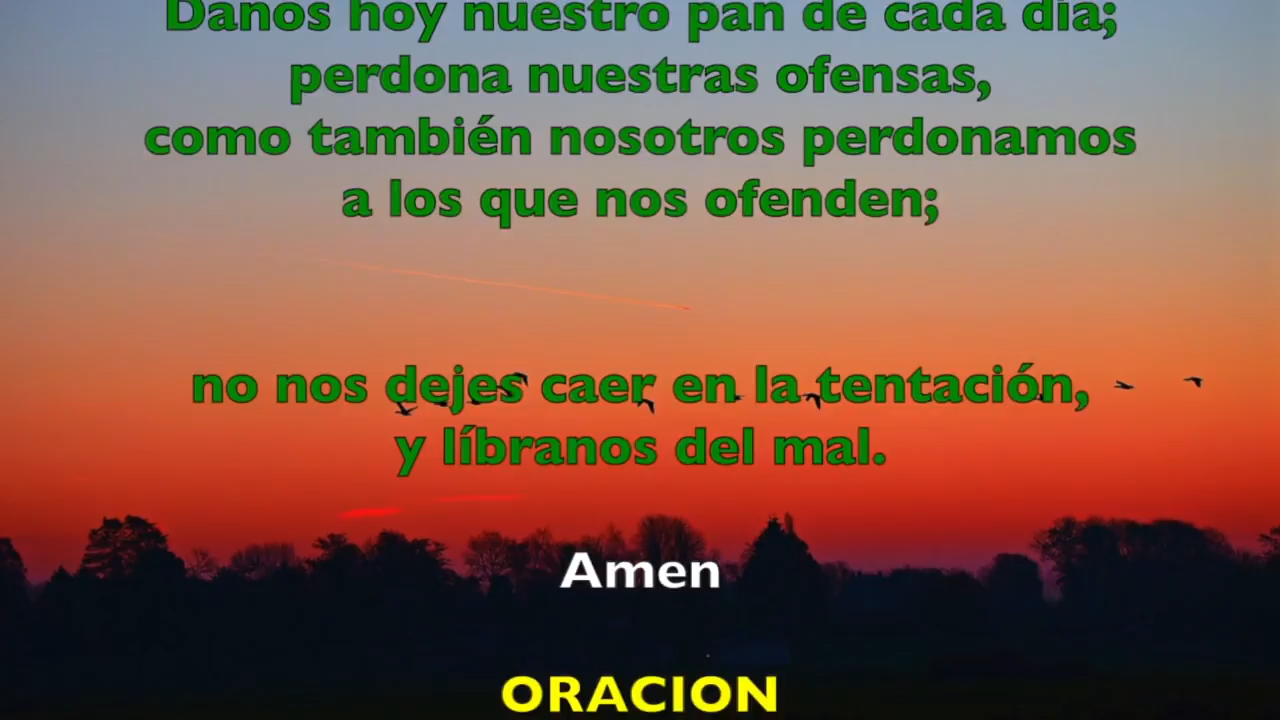 Danos hoy nuestro pan de cada día;
perdona nuestras ofensas,
como también nosotros perdonamos
a los que nos ofenden;
no nos dejes caer en la tentación,
y líbranos del mal.
Amen
ORACION